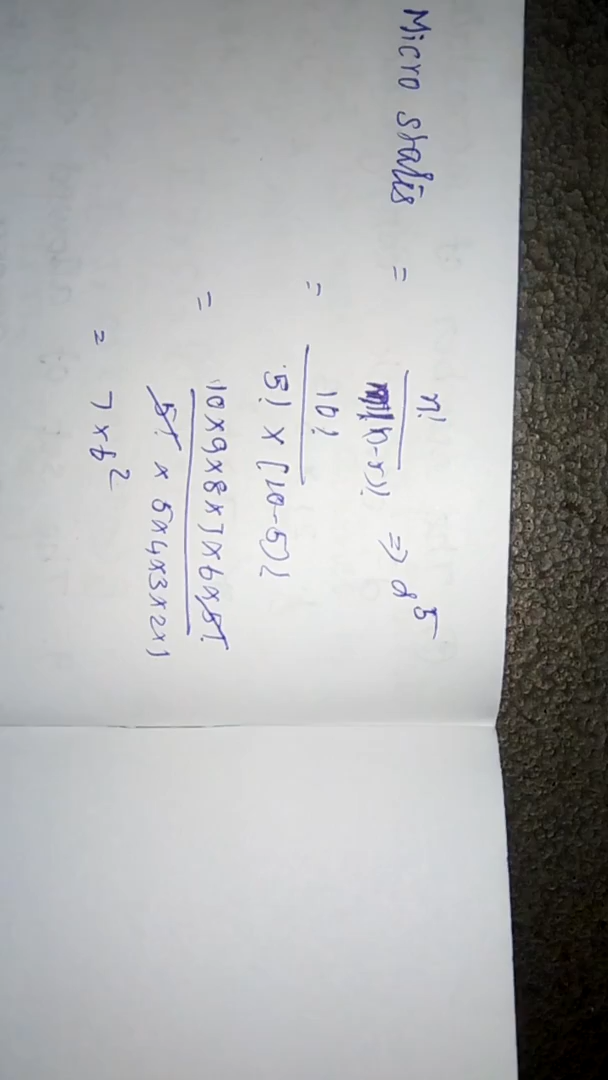 Micro statis = n! / r!(n-r)! ⇒ d⁵
= 10! / 5! × (10-5)!
= 10×9×8×7×6×5! / 5! × 5×4×3×2×1
= 7 × 6²